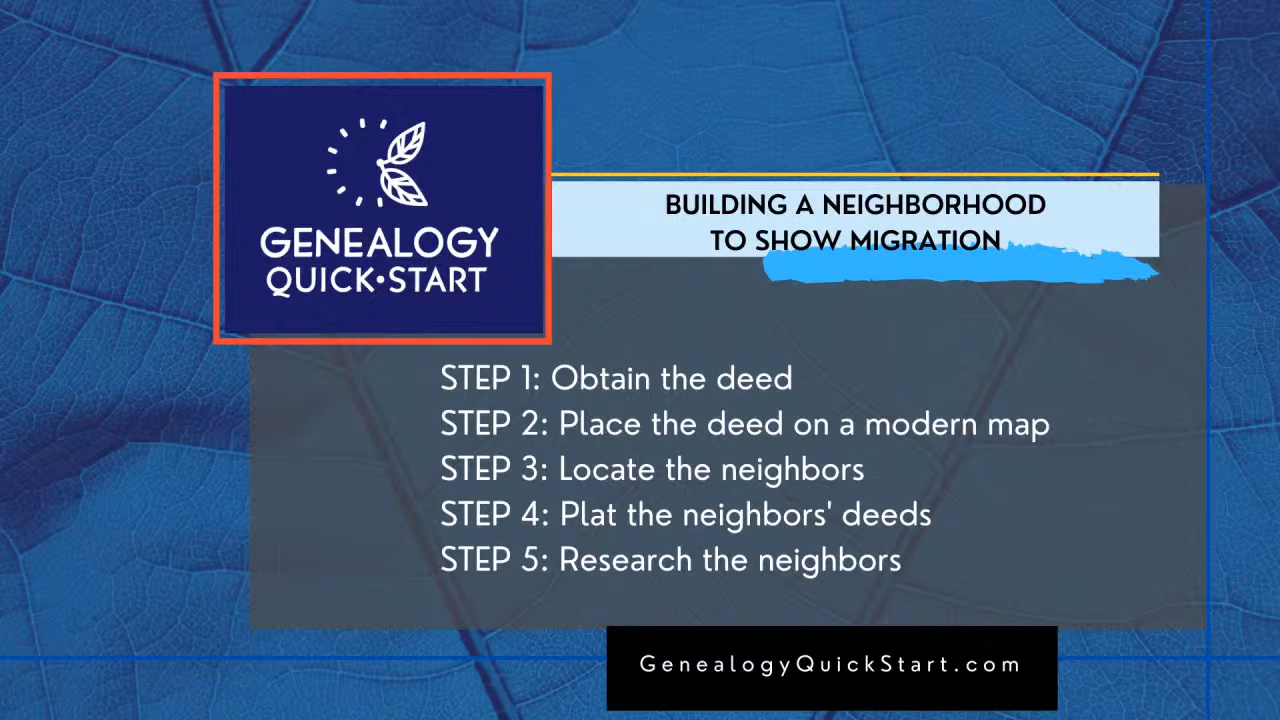 GENEALOGY
QUICK•START
BUILDING A NEIGHBORHOOD
TO SHOW MIGRATION
STEP 1: Obtain the deed
STEP 2: Place the deed on a modern map
STEP 3: Locate the neighbors
STEP 4: Plat the neighbors' deeds
STEP 5: Research the neighbors
GenealogyQuickStart.com